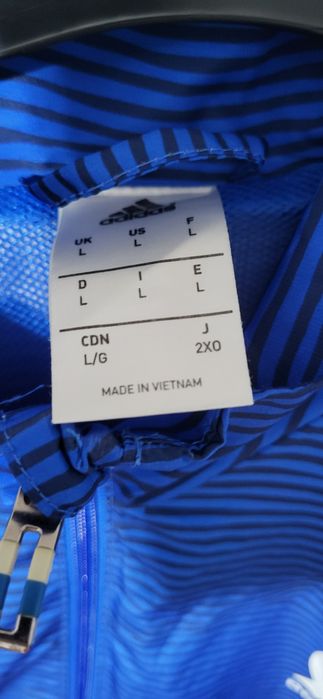 adidas
UK US F
L L L
D I E
L L L
CDN J
L/G 2XO
MADE IN VIETNAM